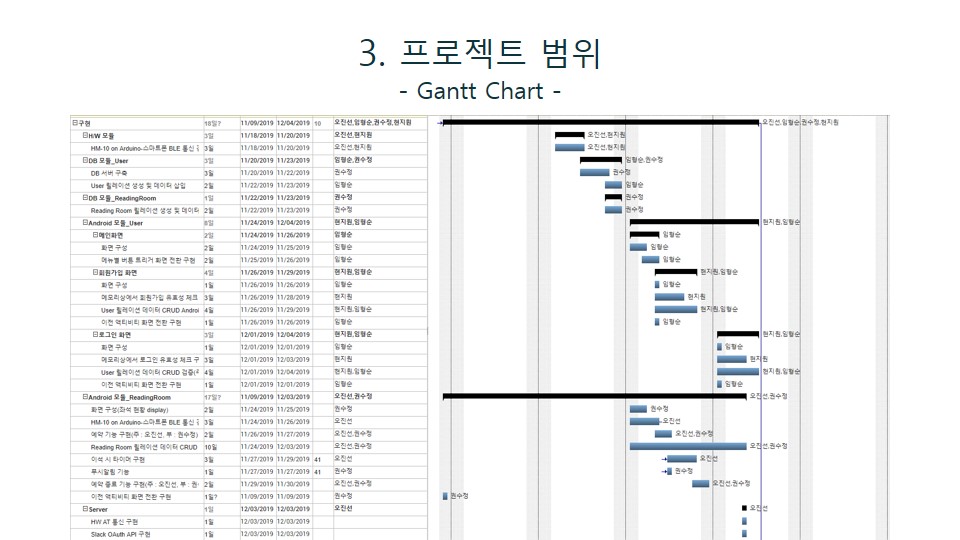 3. 프로젝트 범위
- Gantt Chart -
구현 18일? 11/09/2019 12/04/2019 10 오진선,임형순,권수정,현지원 오진선,임형순,권수정,현지원
H/W 모듈 3일 11/18/2019 11/20/2019 오진선,현지원 오진선,현지원
HM-10 on Arduino-스마트폰 BLE 통신 3일 11/18/2019 11/20/2019 오진선,현지원 오진선,현지원
DB 모듈_User 3일 11/20/2019 11/23/2019 임형순,권수정 임형순,권수정
DB 서버 구축 3일 11/20/2019 11/22/2019 권수정 권수정
User 릴레이션 생성 및 데이터 삽입 2일 11/22/2019 11/23/2019 임형순 임형순
DB 모듈_ReadingRoom 1일 11/22/2019 11/23/2019 권수정 권수정
Reading Room 릴레이션 생성 및 데이터 2일 11/22/2019 11/23/2019 권수정 권수정
Android 모듈_User 8일 11/24/2019 12/04/2019 현지원,임형순 현지원,임형순
메인화면 2일 11/24/2019 11/26/2019 임형순 임형순
화면 구성 2일 11/24/2019 11/25/2019 임형순 임형순
메뉴별 버튼 트리거 화면 전환 구현 2일 11/25/2019 11/26/2019 임형순 임형순
회원가입 화면 4일 11/26/2019 11/29/2019 현지원,임형순 현지원,임형순
화면 구성 1일 11/26/2019 11/26/2019 임형순 임형순
메모리상에서 회원가입 유효성 체크 3일 11/26/2019 11/28/2019 현지원 현지원
User 릴레이션 데이터 CRUD Androi 4일 11/26/2019 11/29/2019 현지원,임형순 현지원,임형순
이전 액티비티 화면 전환 구현 1일 11/26/2019 11/26/2019 임형순 임형순
로그인 화면 3일 12/01/2019 12/04/2019 현지원,임형순 현지원,임형순
화면 구성 1일 12/01/2019 12/01/2019 임형순 임형순
메모리상에서 로그인 유효성 체크 구 3일 12/01/2019 12/03/2019 현지원 현지원
User 릴레이션 데이터 CRUD 검증 4일 12/01/2019 12/04/2019 현지원,임형순 현지원,임형순
이전 액티비티 화면 전환 구현 1일 12/01/2019 12/01/2019 임형순 임형순
Android 모듈_ReadingRoom 17일? 11/09/2019 12/03/2019 오진선,권수정 오진선,권수정
화면 구성(좌석 현황 display) 2일 11/24/2019 11/25/2019 권수정 권수정
HM-10 on Arduino-스마트폰 BLE 통신 3일 11/24/2019 11/26/2019 오진선 오진선
예약 기능 구현(주 : 오진선, 부 : 권수정) 2일 11/26/2019 11/27/2019 오진선,권수정 오진선,권수정
Reading Room 릴레이션 데이터 CRUD 10일 11/24/2019 12/03/2019 오진선,권수정 오진선,권수정
이석 시 타이머 구현 3일 11/27/2019 11/29/2019 41 오진선 오진선
푸시알림 기능 1일 11/27/2019 11/27/2019 41 권수정 권수정
예약 종료 기능 구현(주 : 오진선, 부 : 권 2일 11/29/2019 11/30/2019 오진선,권수정 오진선,권수정
이전 액티비티 화면 전환 구현 1일? 11/09/2019 11/09/2019 권수정 권수정
Server 1일 12/03/2019 12/03/2019 오진선 오진선
HW AT 통신 구현 1일 12/03/2019 12/03/2019
Slack OAuth API 구현 1일 12/03/2019 12/03/2019